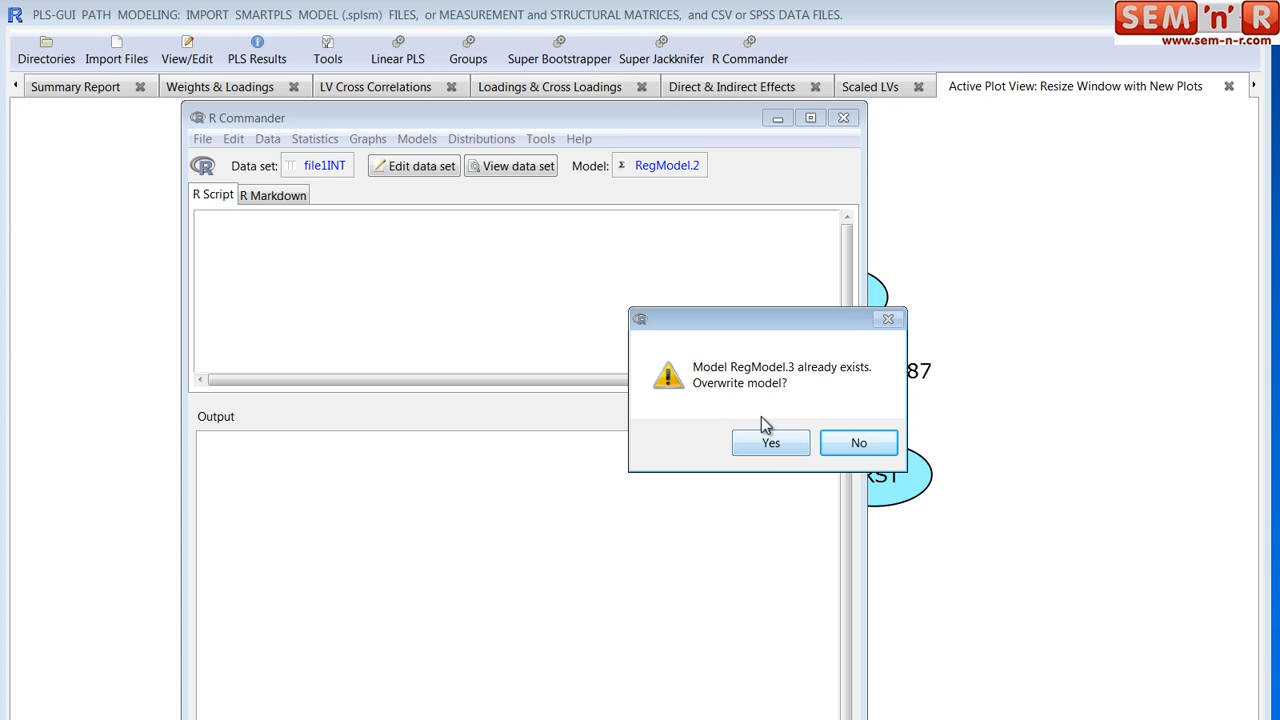 PLS-GUI PATH MODELING: IMPORT SMARTPLS MODEL (.splsm) FILES, or MEASUREMENT and STRUCTURAL MATRICES, and CSV or SPSS DATA FILES.
SEM 'n' R
www.sem-n-r.com
Directories Import Files View/Edit PLS Results Tools Linear PLS Groups Super Bootstrapper Super Jackknifer R Commander
Summary Report Weights & Loadings LV Cross Correlations Loadings & Cross Loadings Direct & Indirect Effects Scaled LVs Active Plot View: Resize Window with New Plots
R Commander
File Edit Data Statistics Graphs Models Distributions Tools Help
Data set: file1INT Edit data set View data set Model: Σ RegModel.2
R Script R Markdown
Model RegModel.3 already exists.
Overwrite model?
87
Yes No
Output